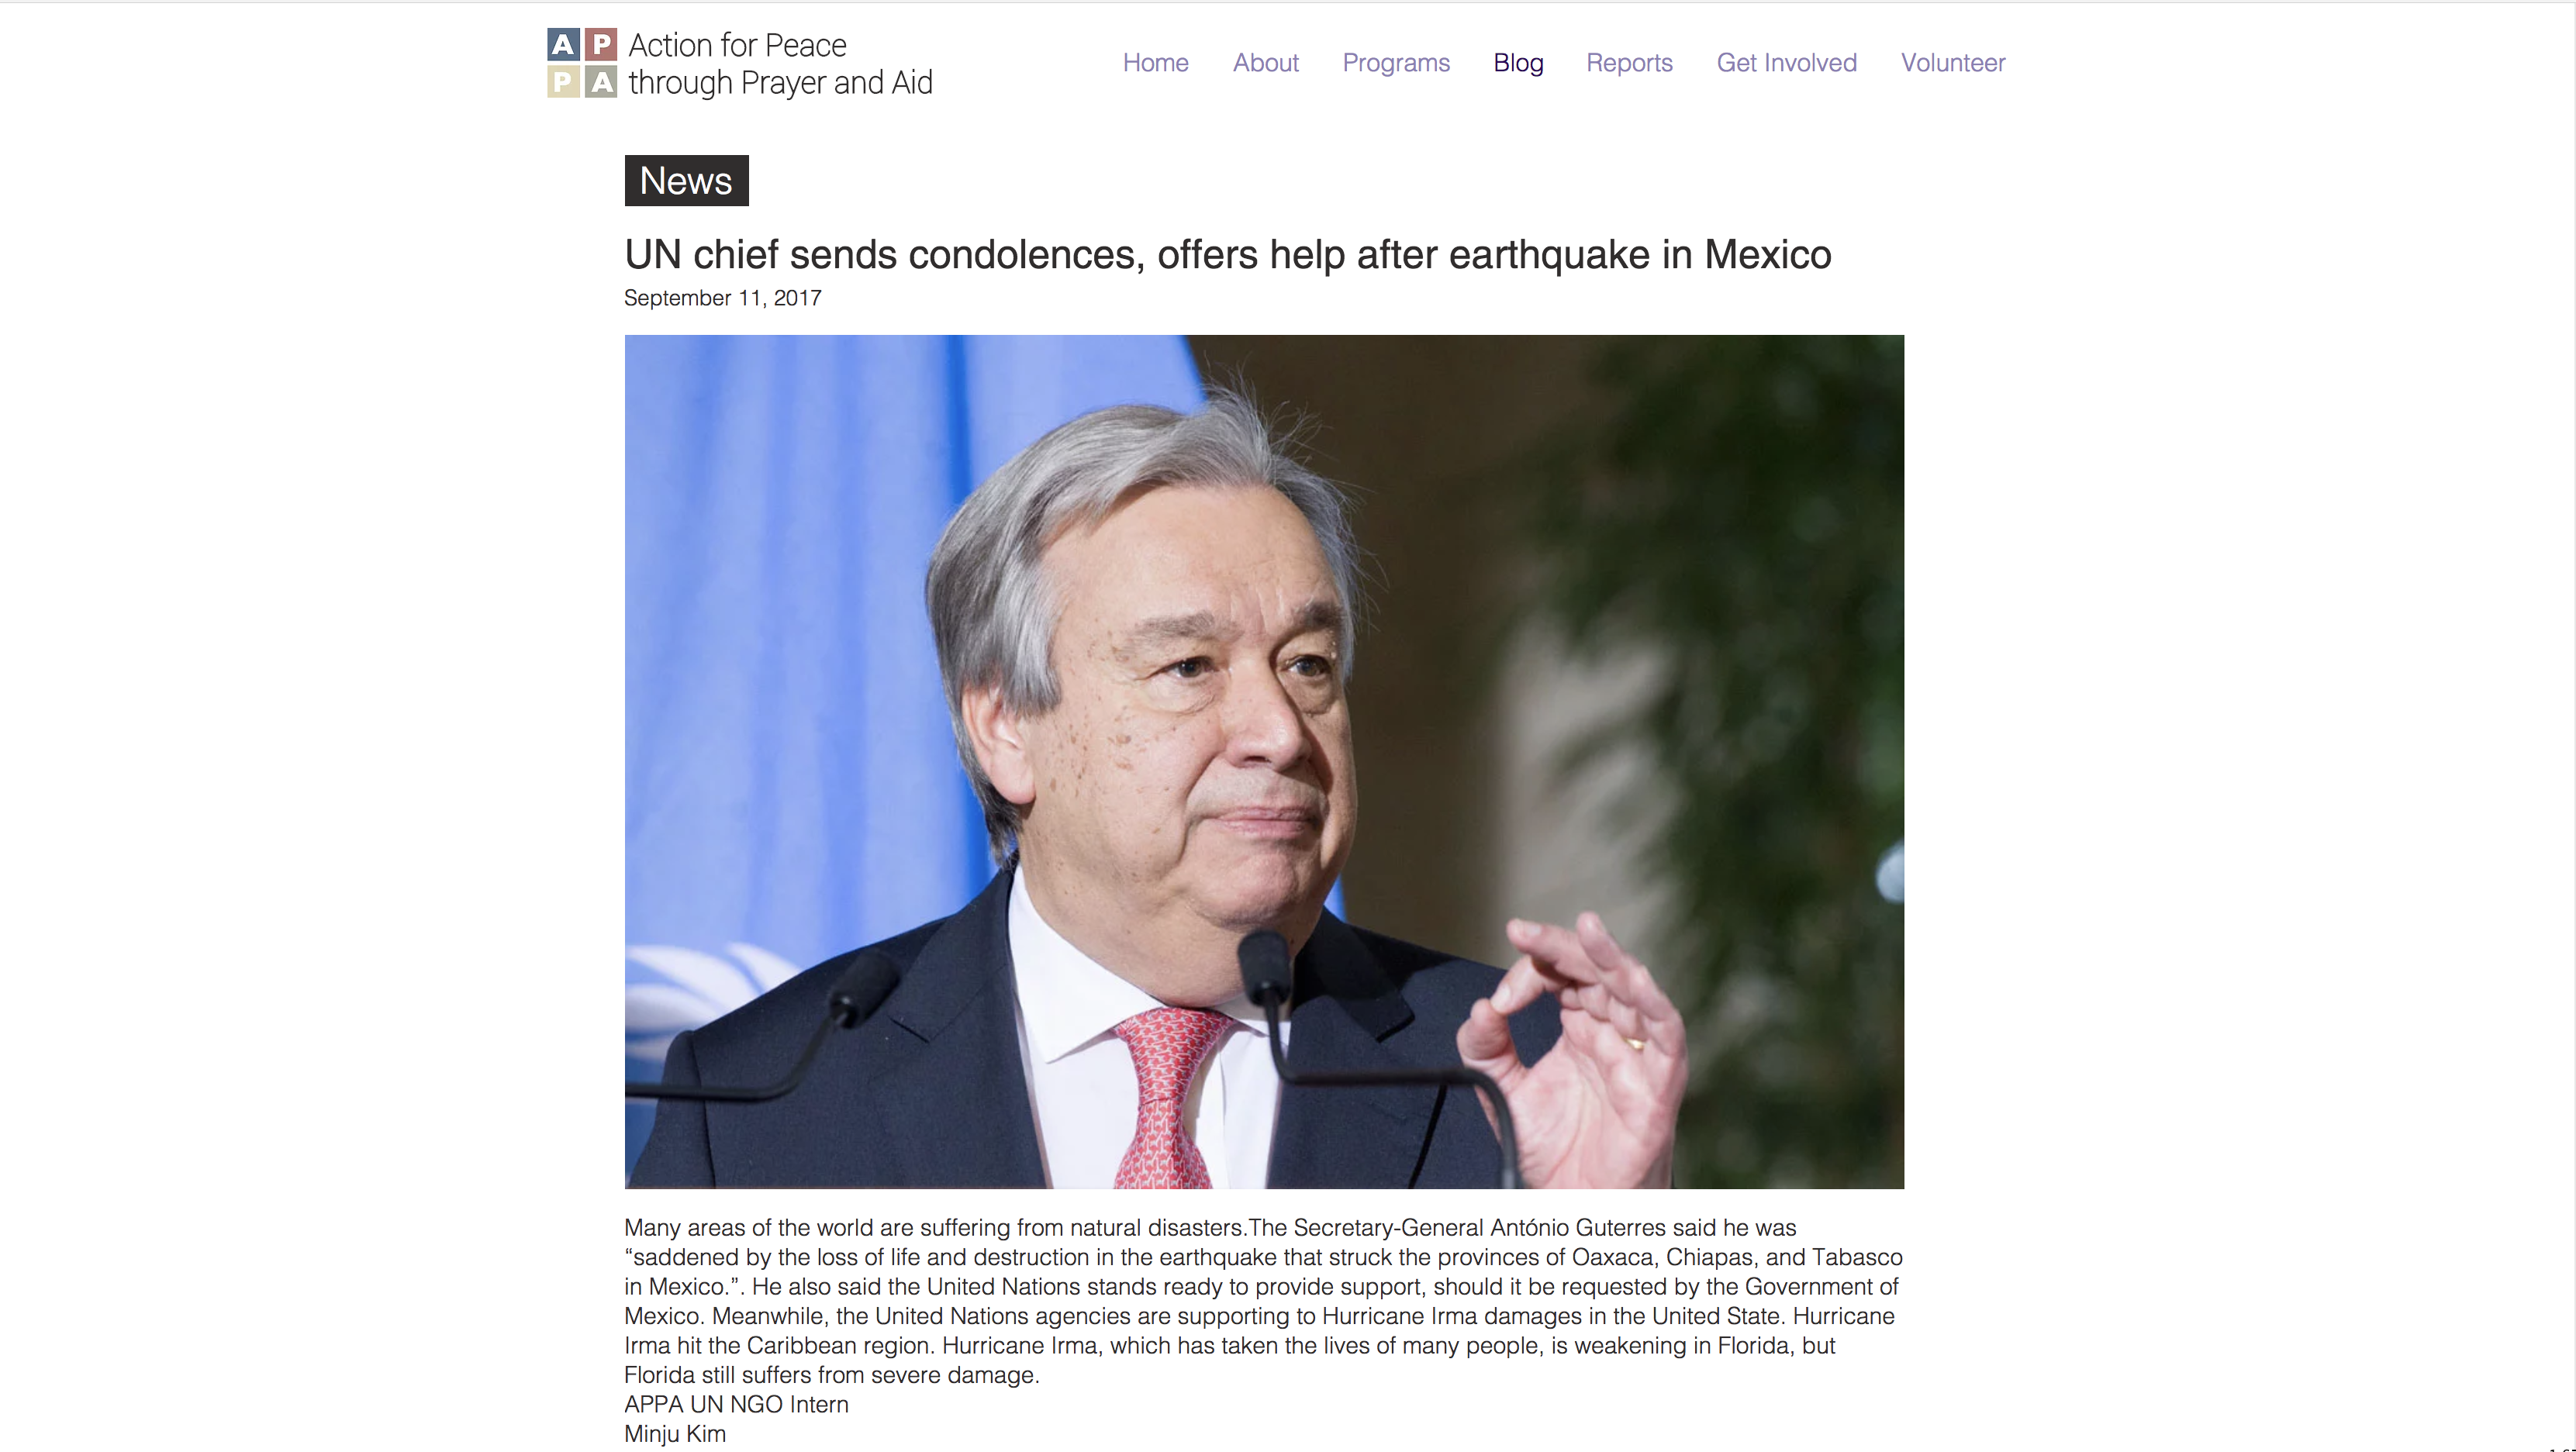 A P Action for Peace
P A through Prayer and Aid
Home About Programs Blog Reports Get Involved Volunteer
News
UN chief sends condolences, offers help after earthquake in Mexico
September 11, 2017
Many areas of the world are suffering from natural disasters.The Secretary-General António Guterres said he was
“saddened by the loss of life and destruction in the earthquake that struck the provinces of Oaxaca, Chiapas, and Tabasco
in Mexico.”. He also said the United Nations stands ready to provide support, should it be requested by the Government of
Mexico. Meanwhile, the United Nations agencies are supporting to Hurricane Irma damages in the United State. Hurricane
Irma hit the Caribbean region. Hurricane Irma, which has taken the lives of many people, is weakening in Florida, but
Florida still suffers from severe damage.
APPA UN NGO Intern
Minju Kim